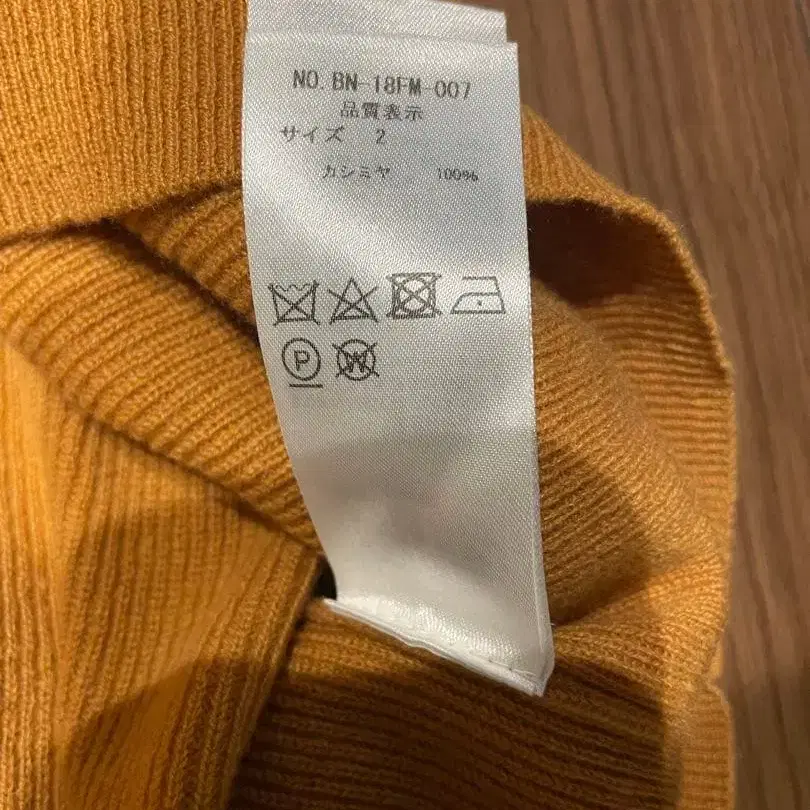 NO. BN-18FM-007
品質表示
サイズ 2
カシミヤ 100%
P
W